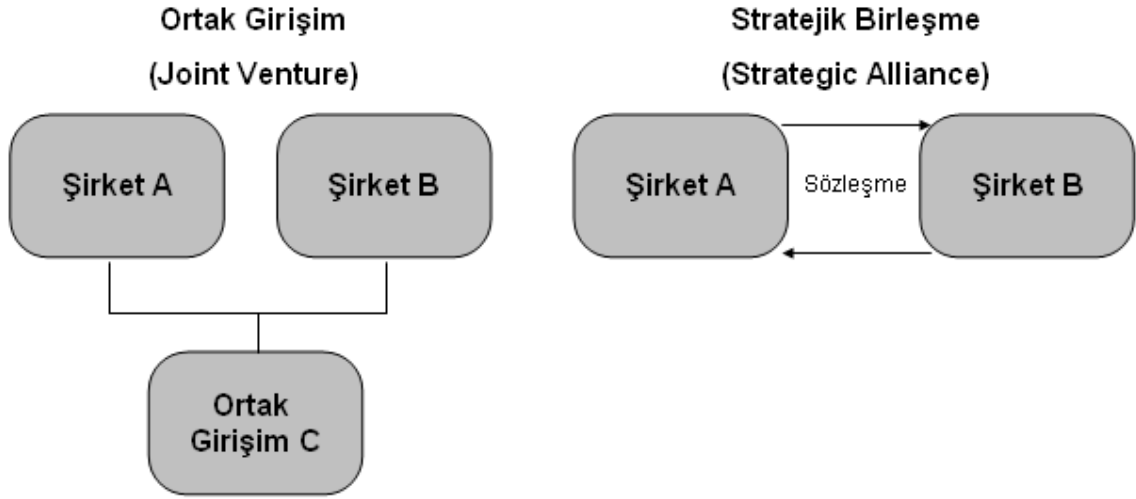 Ortak Girişim
(Joint Venture)
Şirket A
Şirket B
Ortak
Girişim C
Stratejik Birleşme
(Strategic Alliance)
Şirket A
Sözleşme
Şirket B